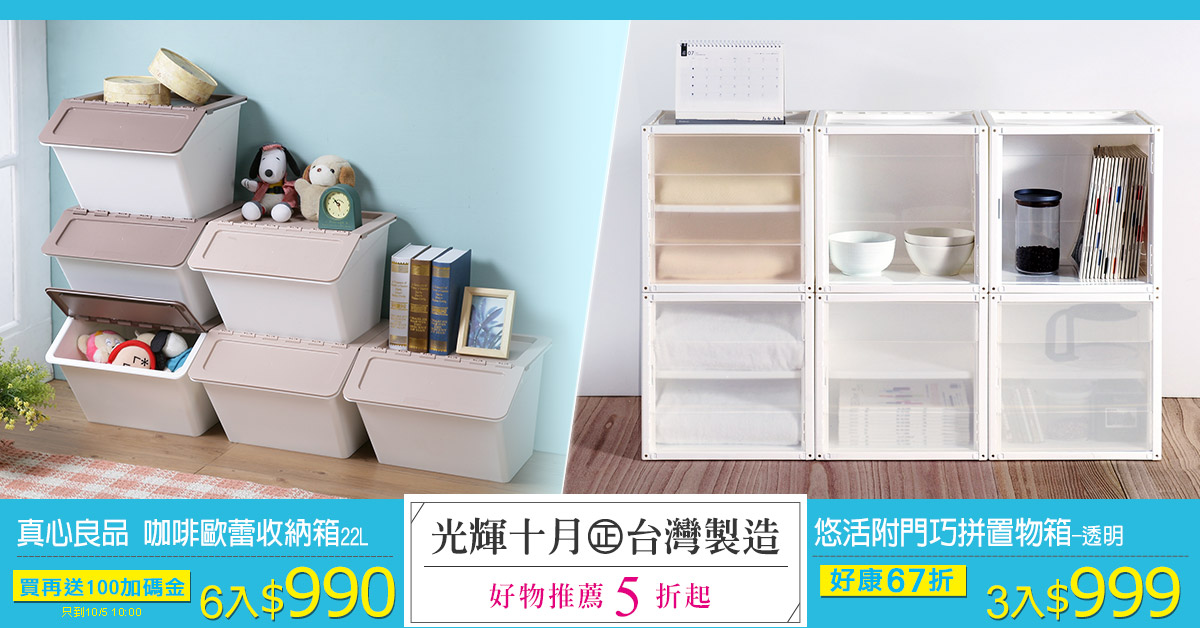 07
真心良品 咖啡歐蕾收納箱22L
買再送100加碼金
只到10/5 10:00
6入$990
光輝十月㊣台灣製造
好物推薦5折起
悠活附門巧拼置物箱-透明
好康67折
3入$999